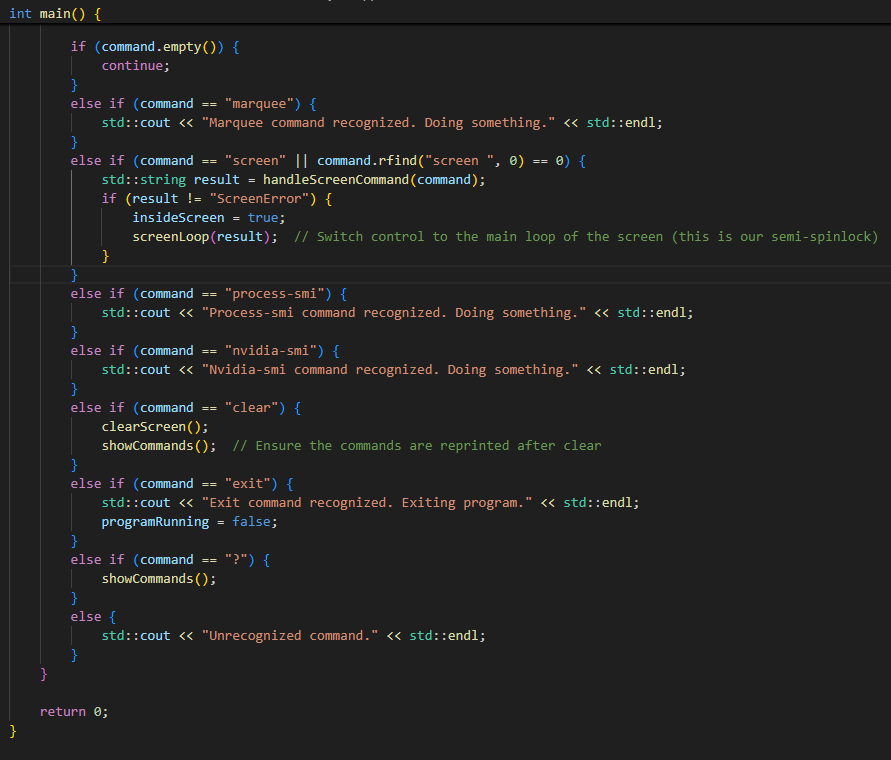 int main() {
if (command.empty()) {
continue;
}
else if (command == "marquee") {
std::cout << "Marquee command recognized. Doing something." << std::endl;
}
else if (command == "screen" || command.rfind("screen ", 0) == 0) {
std::string result = handleScreenCommand(command);
if (result != "ScreenError") {
insideScreen = true;
screenLoop(result);  // Switch control to the main loop of the screen (this is our semi-spinlock)
}
}
else if (command == "process-smi") {
std::cout << "Process-smi command recognized. Doing something." << std::endl;
}
else if (command == "nvidia-smi") {
std::cout << "Nvidia-smi command recognized. Doing something." << std::endl;
}
else if (command == "clear") {
clearScreen();
showCommands();  // Ensure the commands are reprinted after clear
}
else if (command == "exit") {
std::cout << "Exit command recognized. Exiting program." << std::endl;
programRunning = false;
}
else if (command == "?") {
showCommands();
}
else {
std::cout << "Unrecognized command." << std::endl;
}
}
return 0;
}